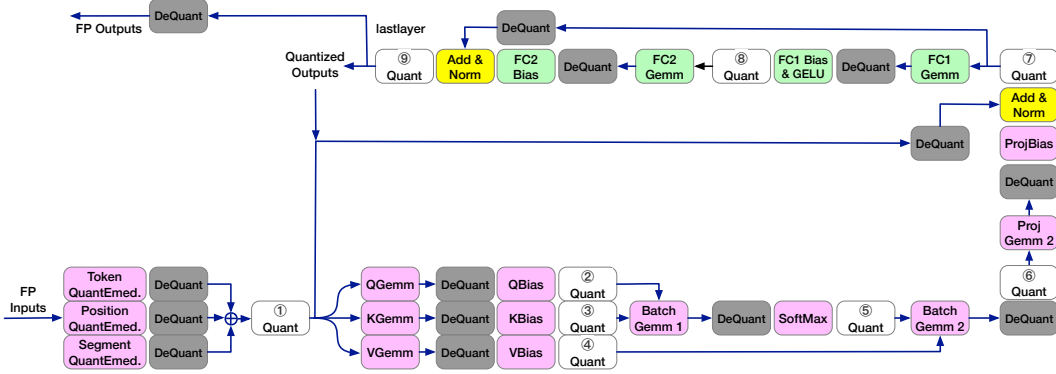 DeQuant
FP Outputs
lastlayer
DeQuant
Quantized
Outputs
⑨
Quant
Add &
Norm
FC2
Bias
DeQuant
FC2
Gemm
⑧
Quant
FC1 Bias
& GELU
DeQuant
FC1
Gemm
⑦
Quant
Add &
Norm
DeQuant
ProjBias
DeQuant
Proj
Gemm 2
⑥
Quant
FP
Inputs
Token
QuantEmed.
DeQuant
Position
QuantEmed.
DeQuant
Segment
QuantEmed.
DeQuant
①
Quant
QGemm
DeQuant
QBias
②
Quant
KGemm
DeQuant
KBias
③
Quant
VGemm
DeQuant
VBias
④
Quant
Batch
Gemm 1
DeQuant
SoftMax
⑤
Quant
Batch
Gemm 2
DeQuant